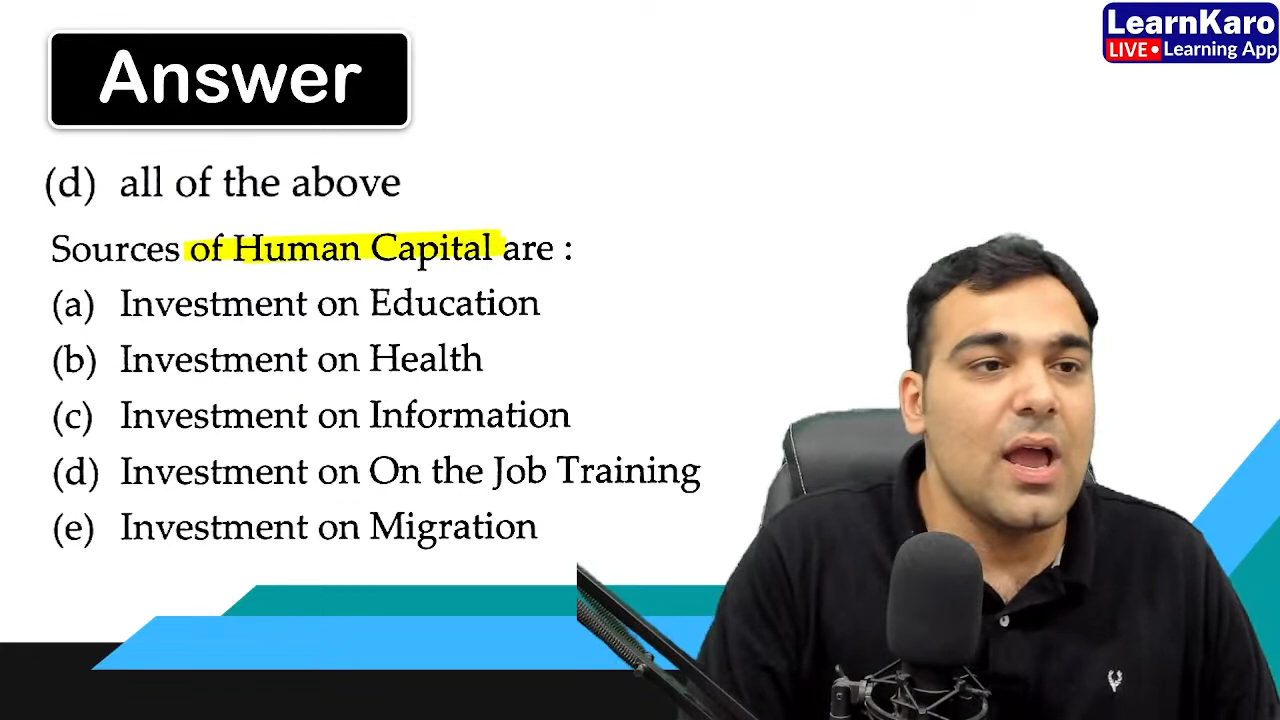 LearnKaro
LIVE • Learning App
Answer
(d) all of the above
Sources of Human Capital are :
(a) Investment on Education
(b) Investment on Health
(c) Investment on Information
(d) Investment on On the Job Training
(e) Investment on Migration